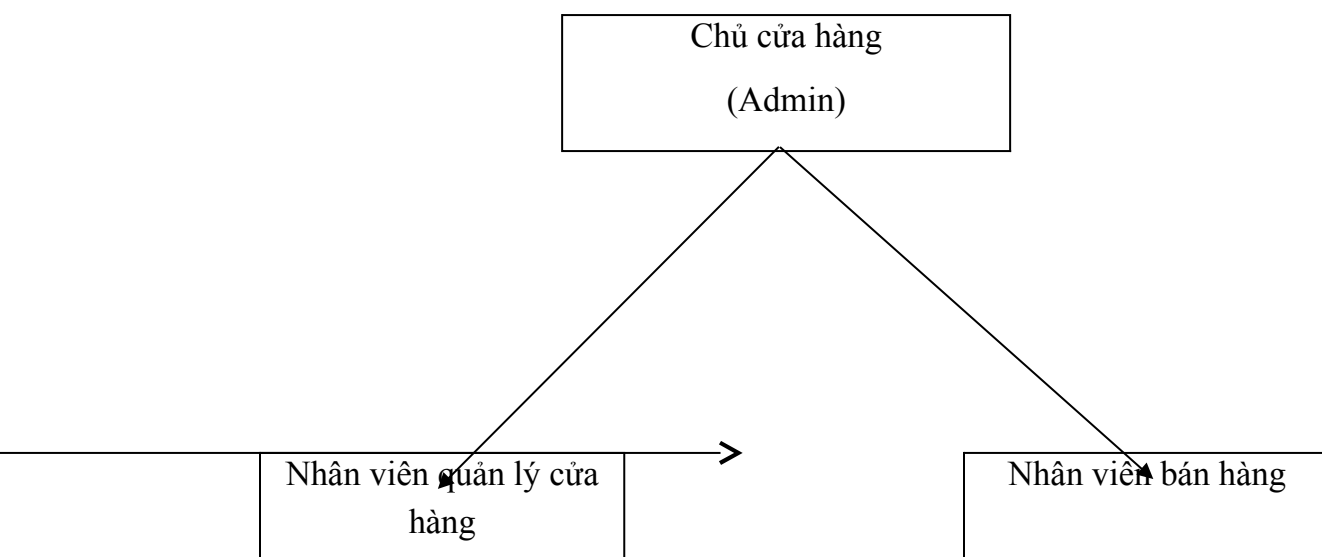 Chủ cửa hàng
(Admin)
Nhân viên quản lý cửa
hàng
Nhân viên bán hàng